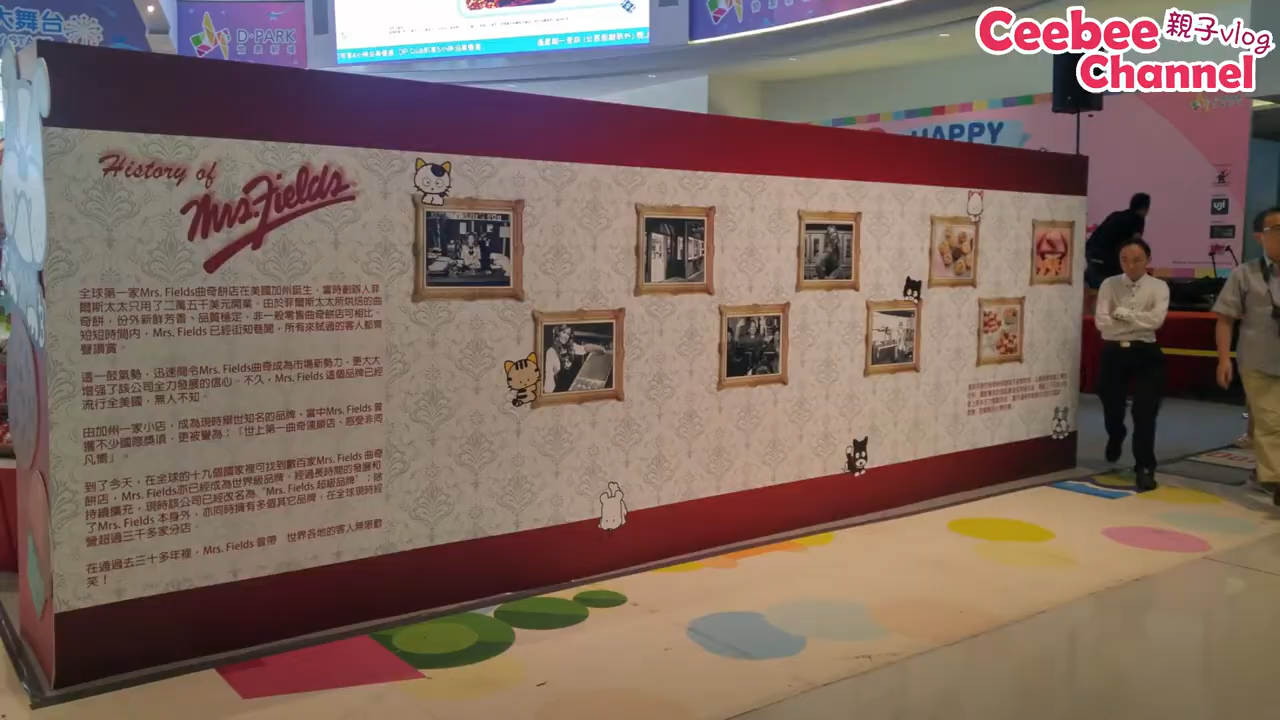 Ceebee 親子vlog
Channel
大舞台
D·PARK
愉景新城
HAPPY
uji
History of
Mrs. Fields
全球第一家Mrs. Fields曲奇餅店在美國加州誕生，當時創辦人菲
爾斯太太只用了二萬五千美元開業。由於菲爾斯太太所烘焙的曲
奇餅，份外新鮮芳香、品質穩定，非一般零售曲奇餅店可相比，
短短時間內，Mrs. Fields 已經街知巷聞，所有來試過的客人都齊
聲讚賞。
這一鼓氣勢，迅速間令Mrs. Fields曲奇成為市場新勢力，更大大
增强了該公司全力發展的信心。不久，Mrs. Fields 這個品牌已經
流行全美國，無人不知。
由加州一家小店，成為現時舉世知名的品牌，當中Mrs. Fields 曾
獲不少國際獎項，更被譽為：「世上第一曲奇連鎖店、感受非同
凡嚮」。
到了今天，在全球的十九個國家裡可找到數百家Mrs. Fields 曲奇
餅店，Mrs. Fields亦已經成為世界級品牌。經過長時間的發展和
持續擴充，現時該公司已經改名為“Mrs. Fields 超級品牌”；除
了Mrs. Fields 本身外，亦同時擁有多個其它品牌，在全球現時經
營超過三千多家分店。
在通過去三十多年裡，Mrs. Fields 曾帶 世界各地的客人無限歡
笑！